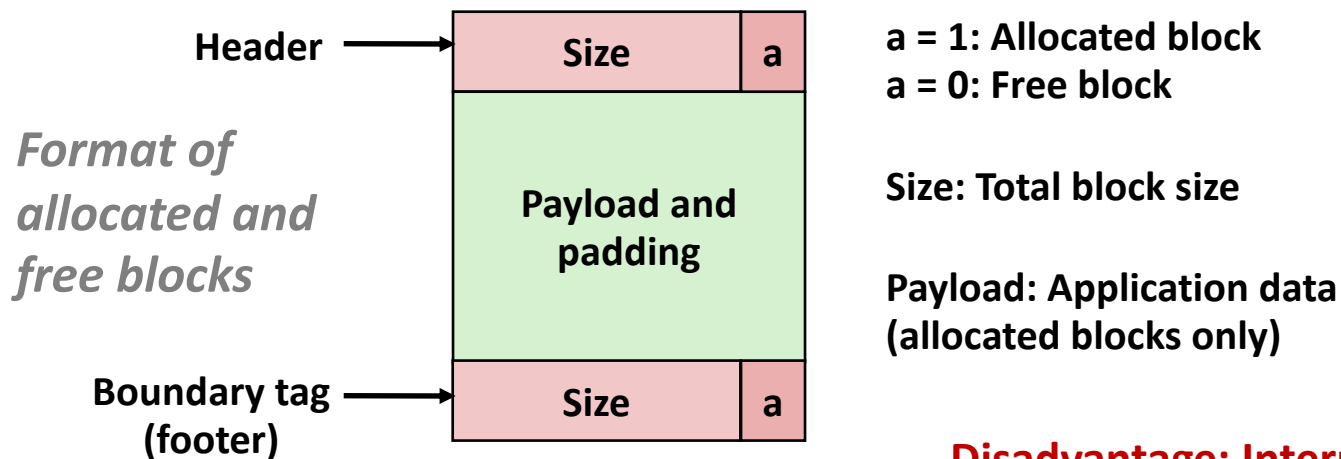 Header
Size
a
a = 1: Allocated block
a = 0: Free block
Format of
allocated and
free blocks
Payload and
padding
Size: Total block size
Payload: Application data
(allocated blocks only)
Boundary tag
(footer)
Size
a
Disadvantage: